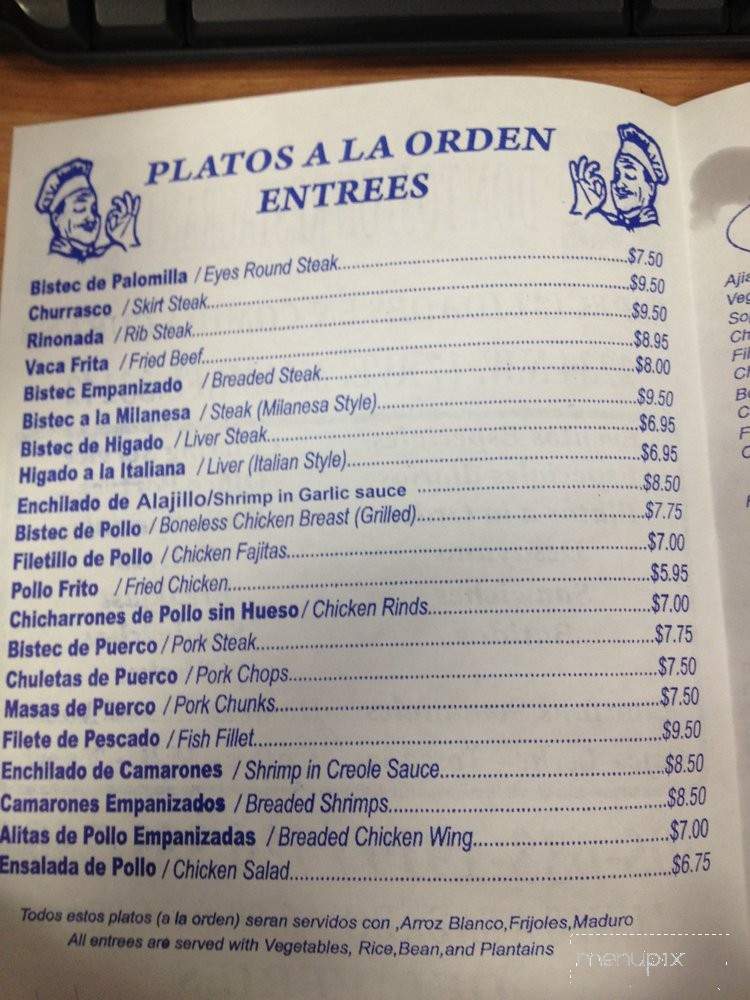 PLATOS A LA ORDEN
ENTREES
Bistec de Palomilla / Eyes Round Steak...$7.50
Churrasco / Skirt Steak...$9.50
Rinonada / Rib Steak...$9.50
Vaca Frita / Fried Beef...$8.95
Bistec Empanizado / Breaded Steak...$8.00
Bistec a la Milanesa / Steak (Milanesa Style)...$9.50
Bistec de Higado / Liver Steak...$6.95
Higado a la Italiana / Liver (Italian Style)...$6.95
Enchilado de Alajillo/Shrimp in Garlic sauce ...$8.50
Bistec de Pollo / Boneless Chicken Breast (Grilled)...$7.75
Filetillo de Pollo / Chicken Fajitas...$7.00
Pollo Frito / Fried Chicken...$5.95
Chicharrones de Pollo sin Hueso / Chicken Rinds...$7.00
Bistec de Puerco / Pork Steak...$7.75
Chuletas de Puerco / Pork Chops...$7.50
Masas de Puerco / Pork Chunks...$7.50
Filete de Pescado / Fish Fillet...$9.50
Enchilado de Camarones / Shrimp in Creole Sauce...$8.50
Camarones Empanizados / Breaded Shrimps...$8.50
Alitas de Pollo Empanizadas / Breaded Chicken Wing...$7.00
Ensalada de Pollo / Chicken Salad...$6.75
Todos estos platos (a la orden) seran servidos con ,Arroz Blanco,Frijoles,Maduro
All entrees are served with Vegetables, Rice,Bean,and Plantains
menupix